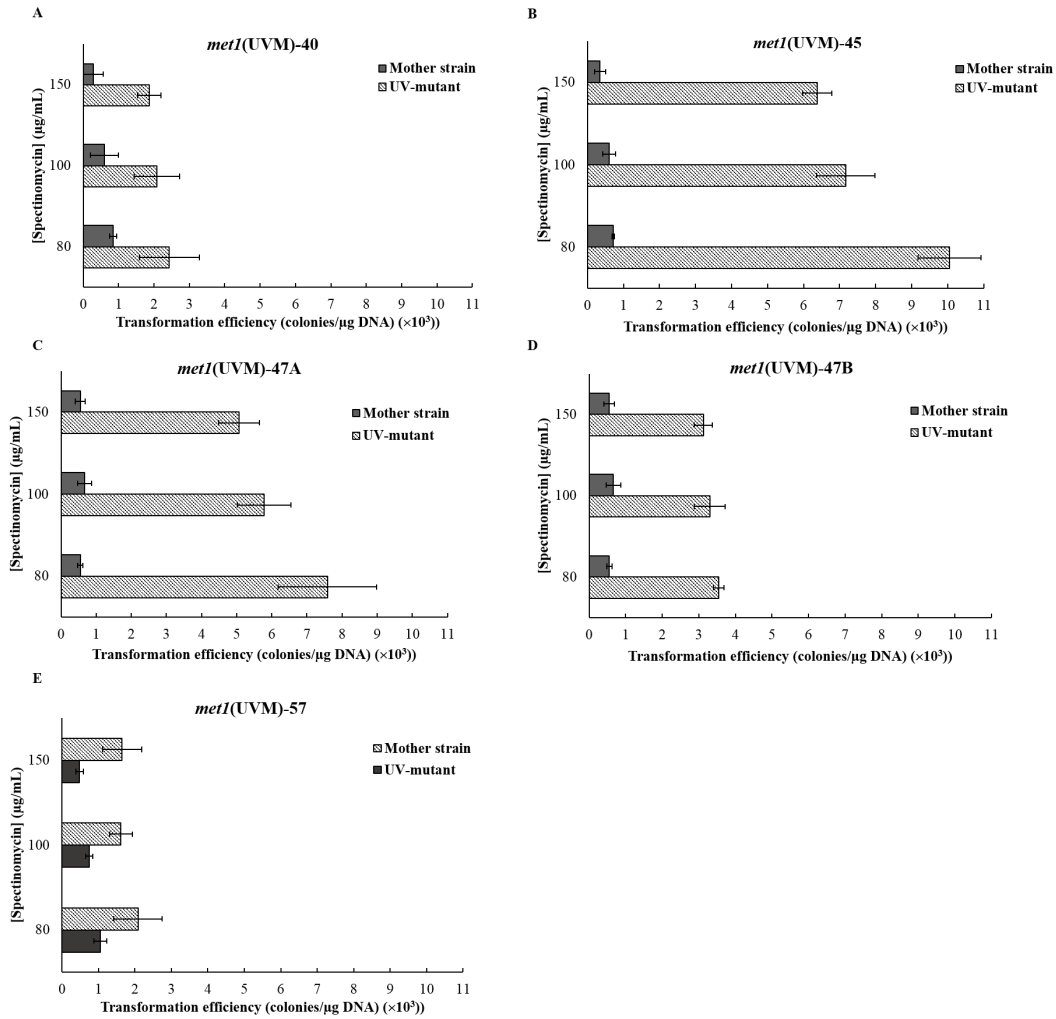 A
met1(UVM)-40
Mother strain
UV-mutant
[Spectinomycin] (µg/mL)
150
100
80
0 1 2 3 4 5 6 7 8 9 10 11
Transformation efficiency (colonies/µg DNA) (×10³))
B
met1(UVM)-45
Mother strain
UV-mutant
[Spectinomycin] (µg/mL)
150
100
80
0 1 2 3 4 5 6 7 8 9 10 11
Transformation efficiency (colonies/µg DNA) (×10³))
C
met1(UVM)-47A
Mother strain
UV-mutant
[Spectinomycin] (µg/mL)
150
100
80
0 1 2 3 4 5 6 7 8 9 10 11
Transformation efficiency (colonies/µg DNA) (×10³))
D
met1(UVM)-47B
Mother strain
UV-mutant
[Spectinomycin] (µg/mL)
150
100
80
0 1 2 3 4 5 6 7 8 9 10 11
Transformation efficiency (colonies/µg DNA) (×10³))
E
met1(UVM)-57
Mother strain
UV-mutant
[Spectinomycin] (µg/mL)
150
100
80
0 1 2 3 4 5 6 7 8 9 10 11
Transformation efficiency (colonies/µg DNA) (×10³))